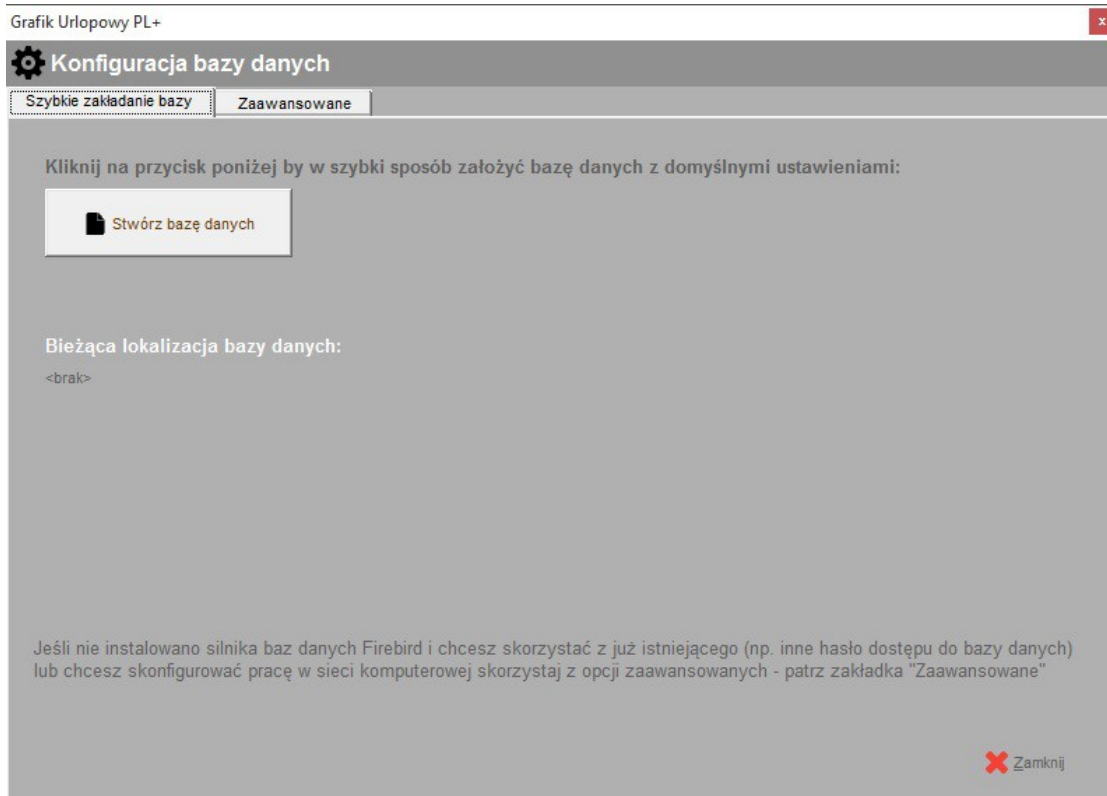 Grafik Urlopowy PL+
x
Konfiguracja bazy danych
Szybkie zakładanie bazy
Zaawansowane
Kliknij na przycisk poniżej by w szybki sposób założyć bazę danych z domyślnymi ustawieniami:
Stwórz bazę danych
Bieżąca lokalizacja bazy danych:
<brak>
Jeśli nie instalowano silnika baz danych Firebird i chcesz skorzystać z już istniejącego (np. inne hasło dostępu do bazy danych)
lub chcesz skonfigurować pracę w sieci komputerowej skorzystaj z opcji zaawansowanych - patrz zakładka "Zaawansowane"
Zamknij